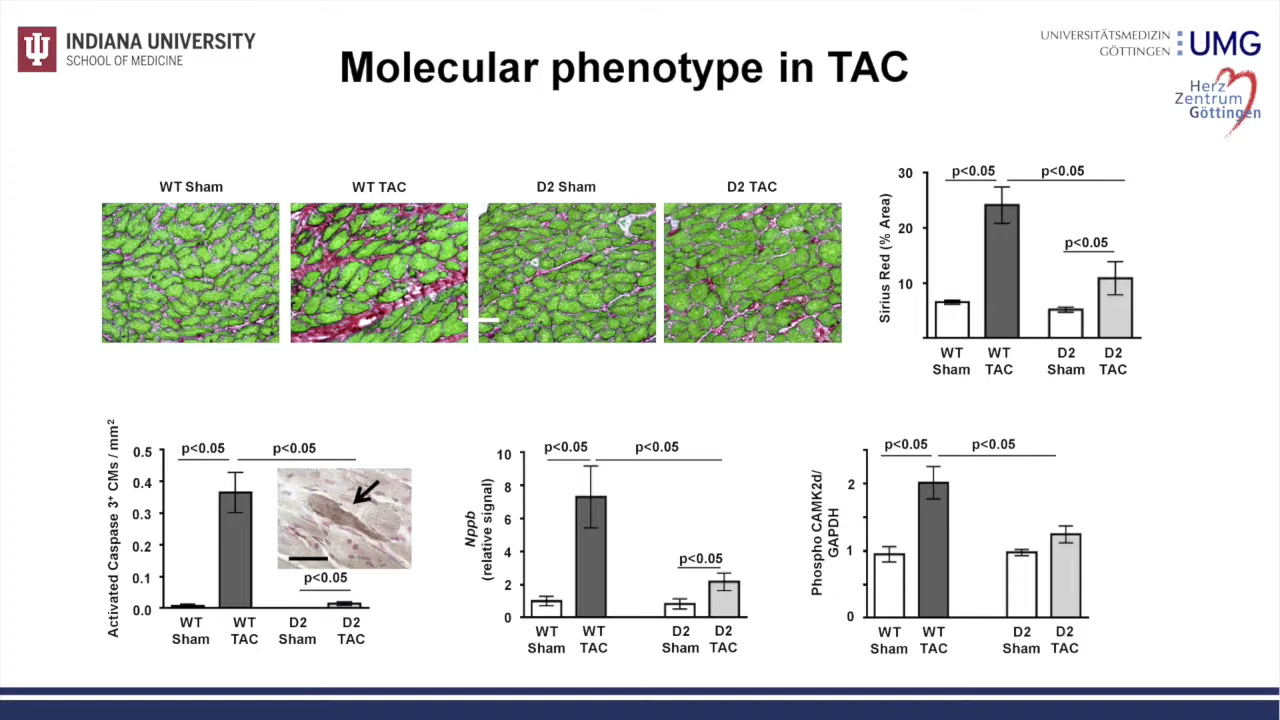 INDIANA UNIVERSITY
SCHOOL OF MEDICINE
Molecular phenotype in TAC
UNIVERSITÄTSMEDIZIN
GÖTTINGEN
UMG
Herz
Zentrum
Göttingen
WT Sham
WT TAC
D2 Sham
D2 TAC
Sirius Red (% Area)
30
20
10
p<0.05
p<0.05
p<0.05
WT
Sham
WT
TAC
D2
Sham
D2
TAC
Activated Caspase 3⁺ CMs / mm²
0.5
0.4
0.3
0.2
0.1
0.0
p<0.05
p<0.05
p<0.05
WT
Sham
WT
TAC
D2
Sham
D2
TAC
Nppb
(relative signal)
10
8
6
4
2
0
p<0.05
p<0.05
p<0.05
WT
Sham
WT
TAC
D2
Sham
D2
TAC
Phospho CAMK2d/
GAPDH
2
1
0
p<0.05
p<0.05
WT
Sham
WT
TAC
D2
Sham
D2
TAC